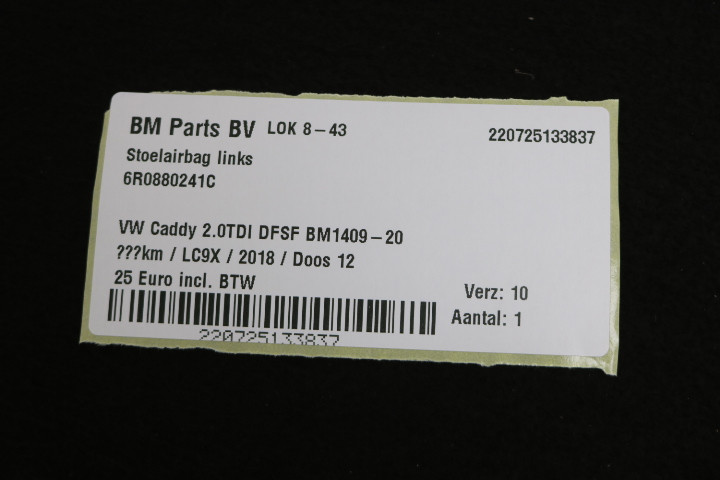 BM Parts BV LOK 8-43 220725133837
Stoelairbag links
6R0880241C
VW Caddy 2.0TDI DFSF BM1409-20
???km / LC9X / 2018 / Doos 12
25 Euro incl. BTW
Verz: 10
Aantal: 1
220725133837